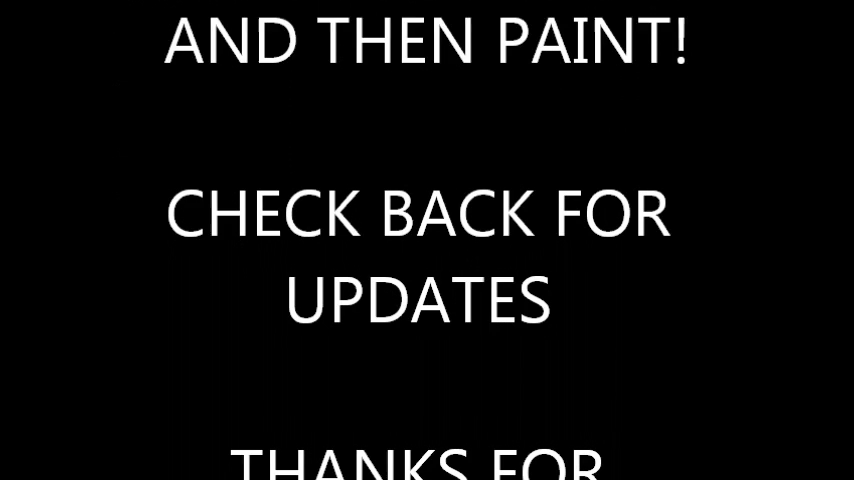 AND THEN PAINT!
CHECK BACK FOR
UPDATES
THANKS FOR